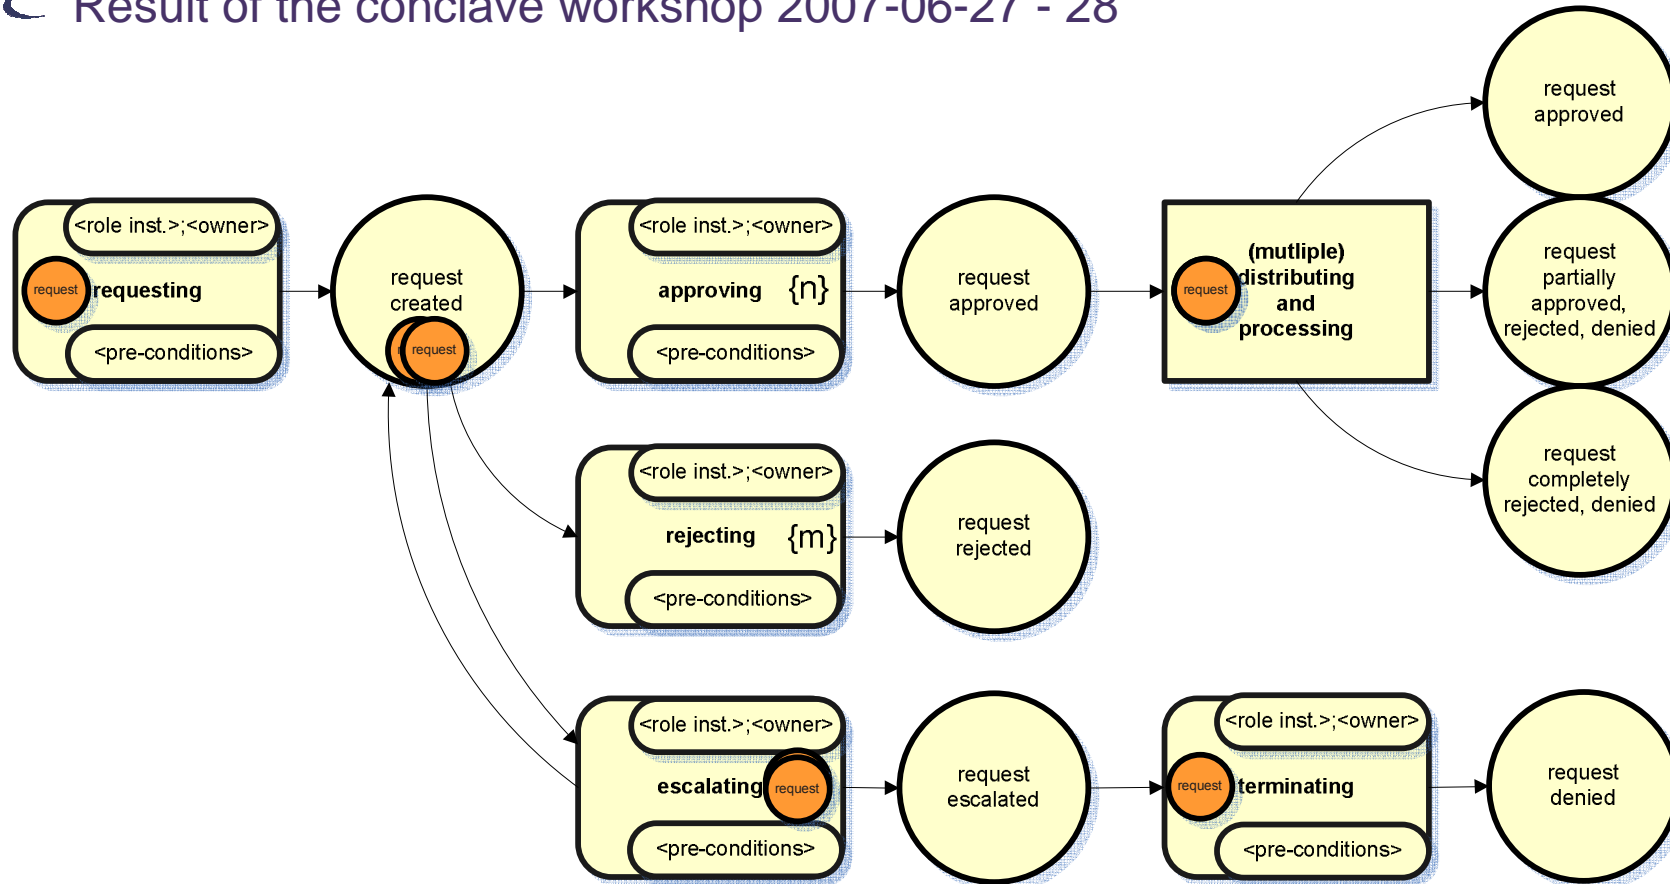 Result of the conclave workshop 2007-06-27 - 28
request
approved
<role inst.>;<owner>
request
requesting
<pre-conditions>
request
created
request
<role inst.>;<owner>
approving {n}
<pre-conditions>
request
approved
(mutliple)
distributing
and
processing
request
request
partially
approved,
rejected, denied
<role inst.>;<owner>
rejecting {m}
<pre-conditions>
request
rejected
request
completely
rejected, denied
<role inst.>;<owner>
escalating
request
<pre-conditions>
request
escalated
<role inst.>;<owner>
request
terminating
<pre-conditions>
request
denied